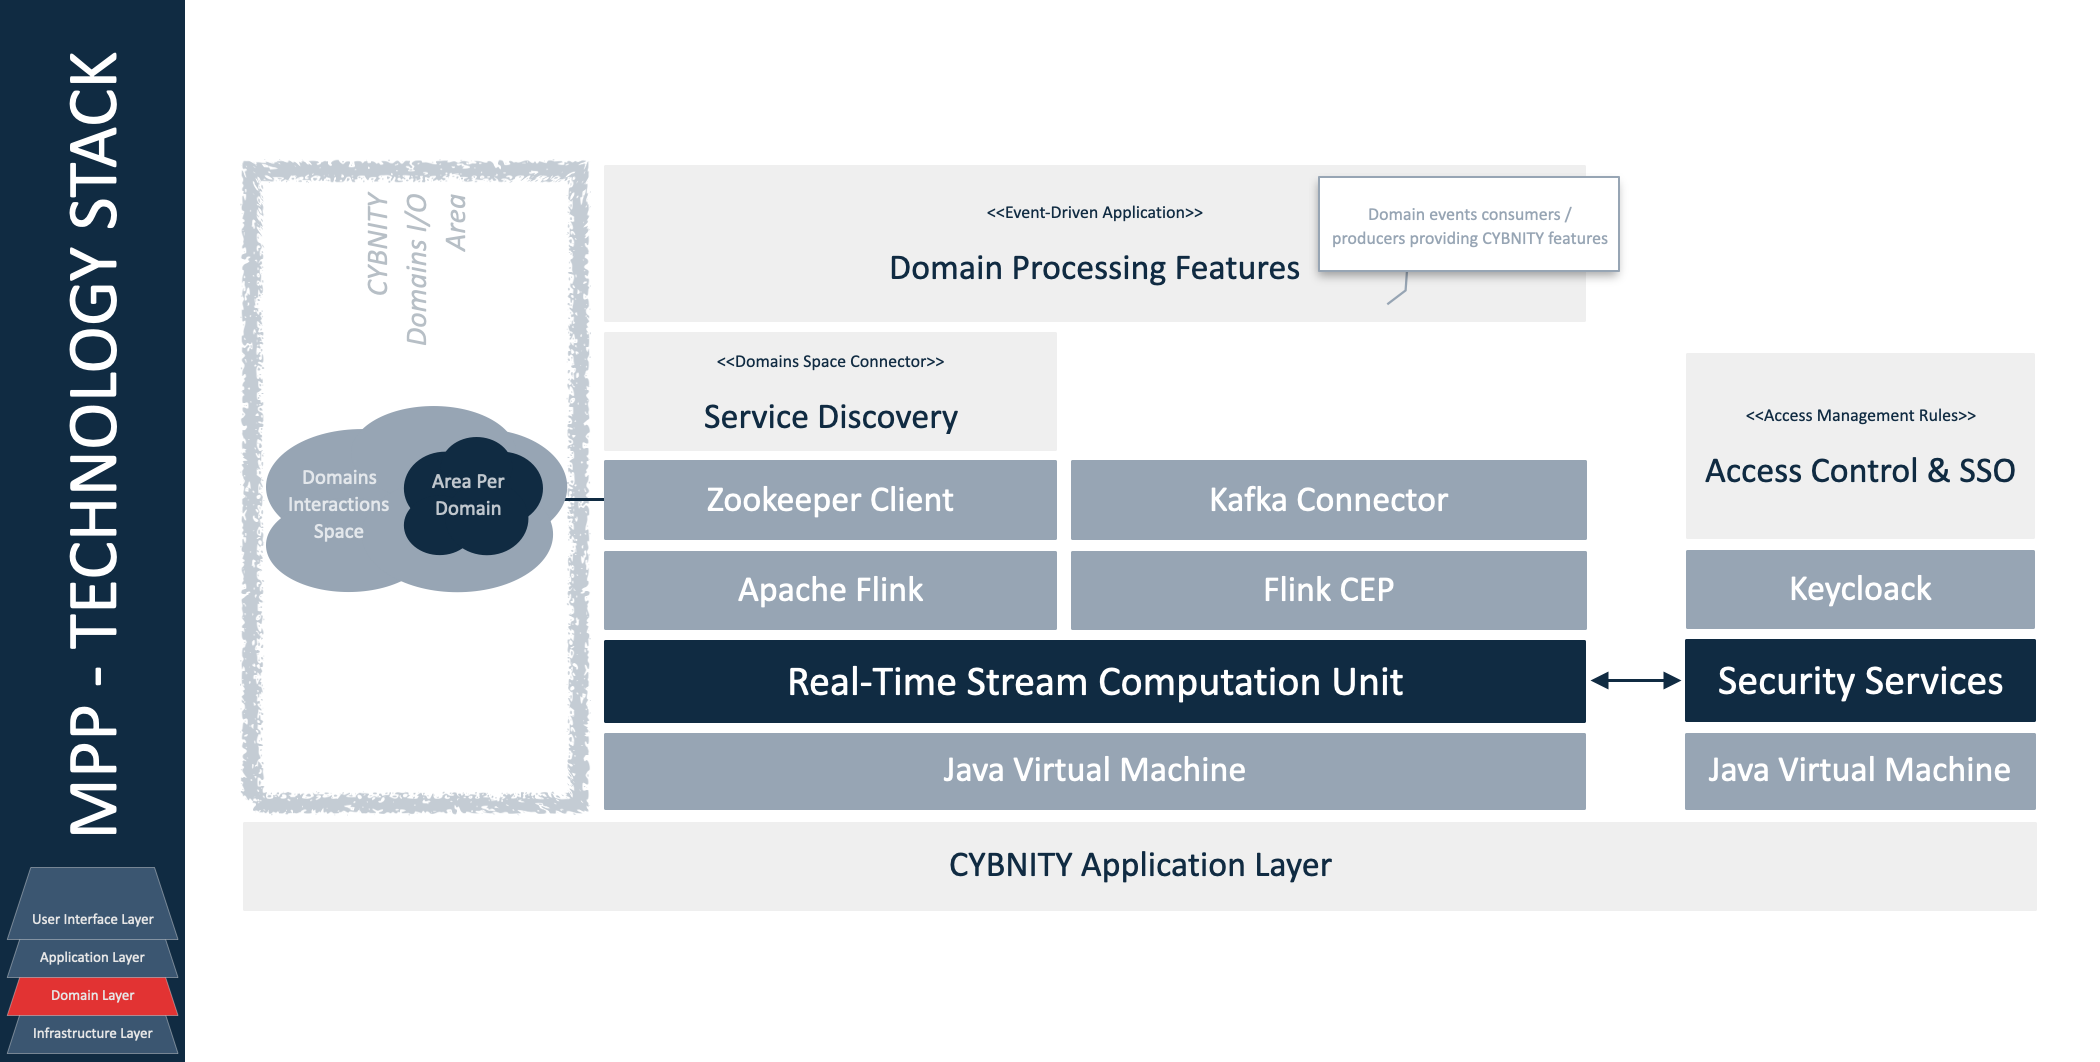 MPP - TECHNOLOGY STACK
User Interface Layer
Application Layer
Domain Layer
Infrastructure Layer
CYBNITY
Domains I/O
Area
Domains
Interactions
Space
Area Per
Domain
<<Event-Driven Application>>
Domain Processing Features
Domain events consumers /
producers providing CYBNITY features
<<Domains Space Connector>>
Service Discovery
Zookeeper Client
Kafka Connector
Apache Flink
Flink CEP
Real-Time Stream Computation Unit
Java Virtual Machine
<<Access Management Rules>>
Access Control & SSO
Keycloack
Security Services
Java Virtual Machine
CYBNITY Application Layer